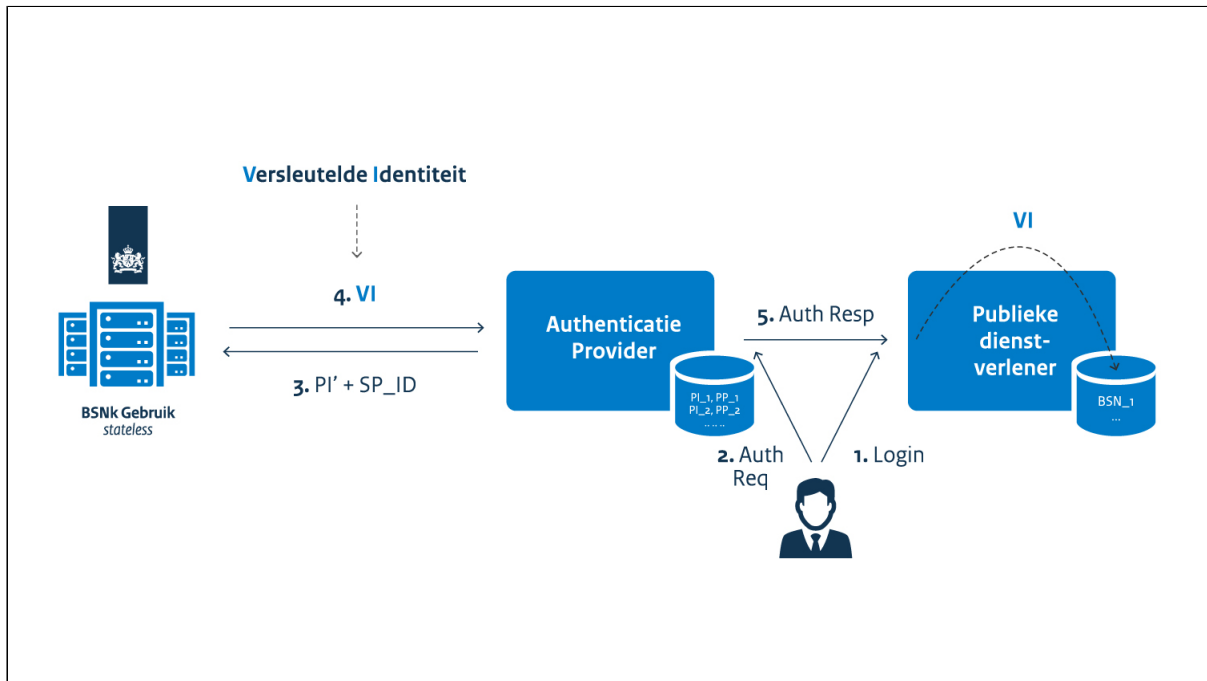 Versleutelde Identiteit
4. VI
3. PI' + SP_ID
BSNk Gebruik
stateless
Authenticatie
Provider
PI_1, PP_1
PI_2, PP_2
.. .. ..
5. Auth Resp
2. Auth
Req
1. Login
VI
Publieke
dienst-
verlener
BSN_1
...